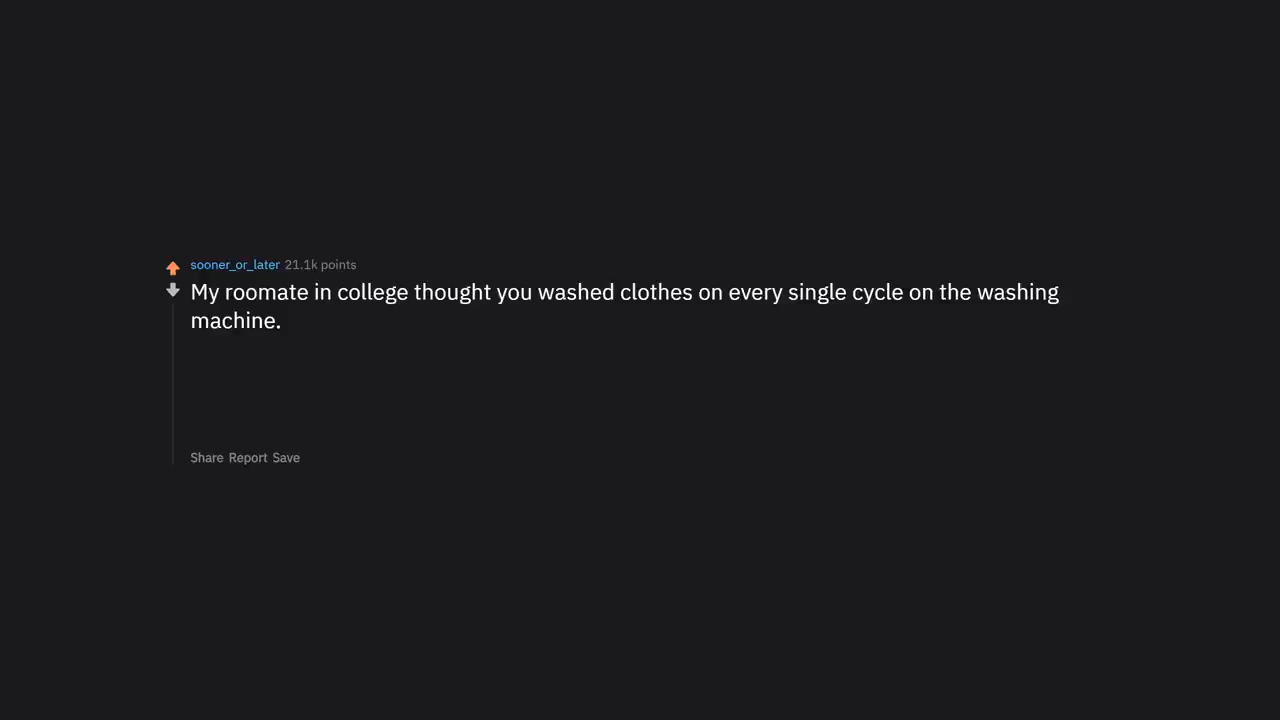 sooner_or_later 21.1k points
My roomate in college thought you washed clothes on every single cycle on the washing
machine.
Share Report Save